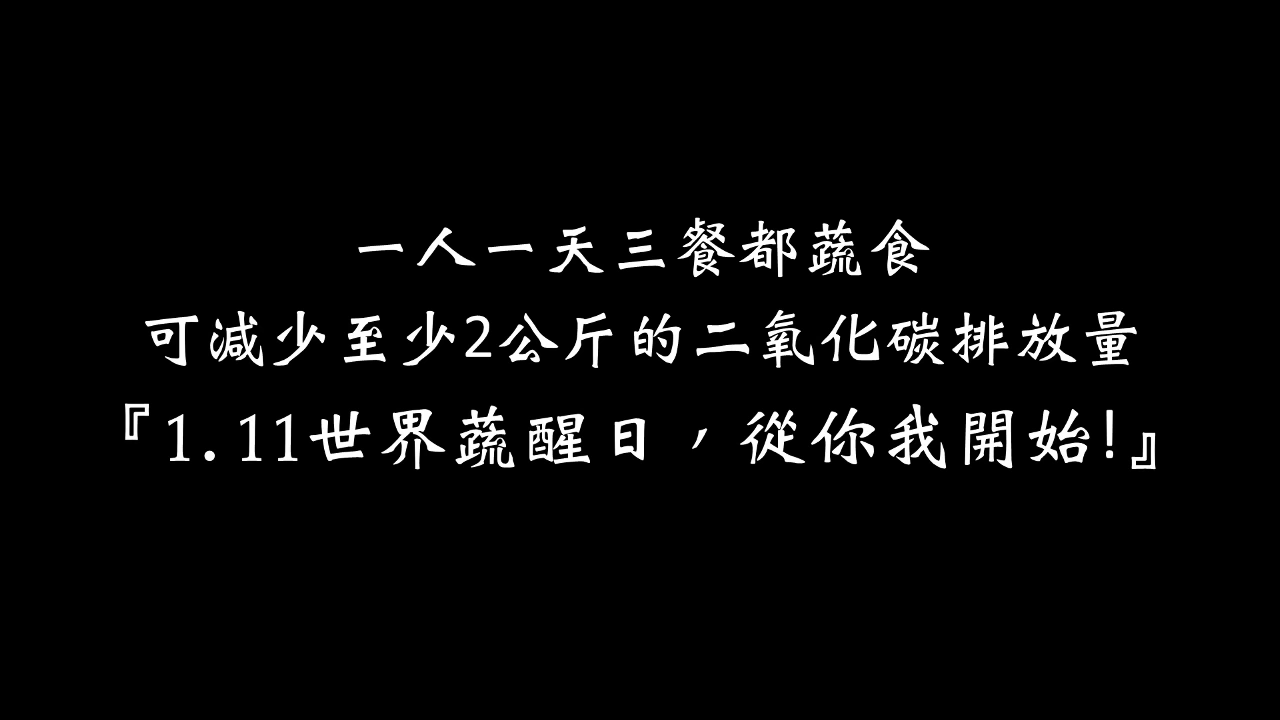 一人一天三餐都蔬食
可減少至少2公斤的二氧化碳排放量
『1.11世界蔬醒日，從你我開始!』